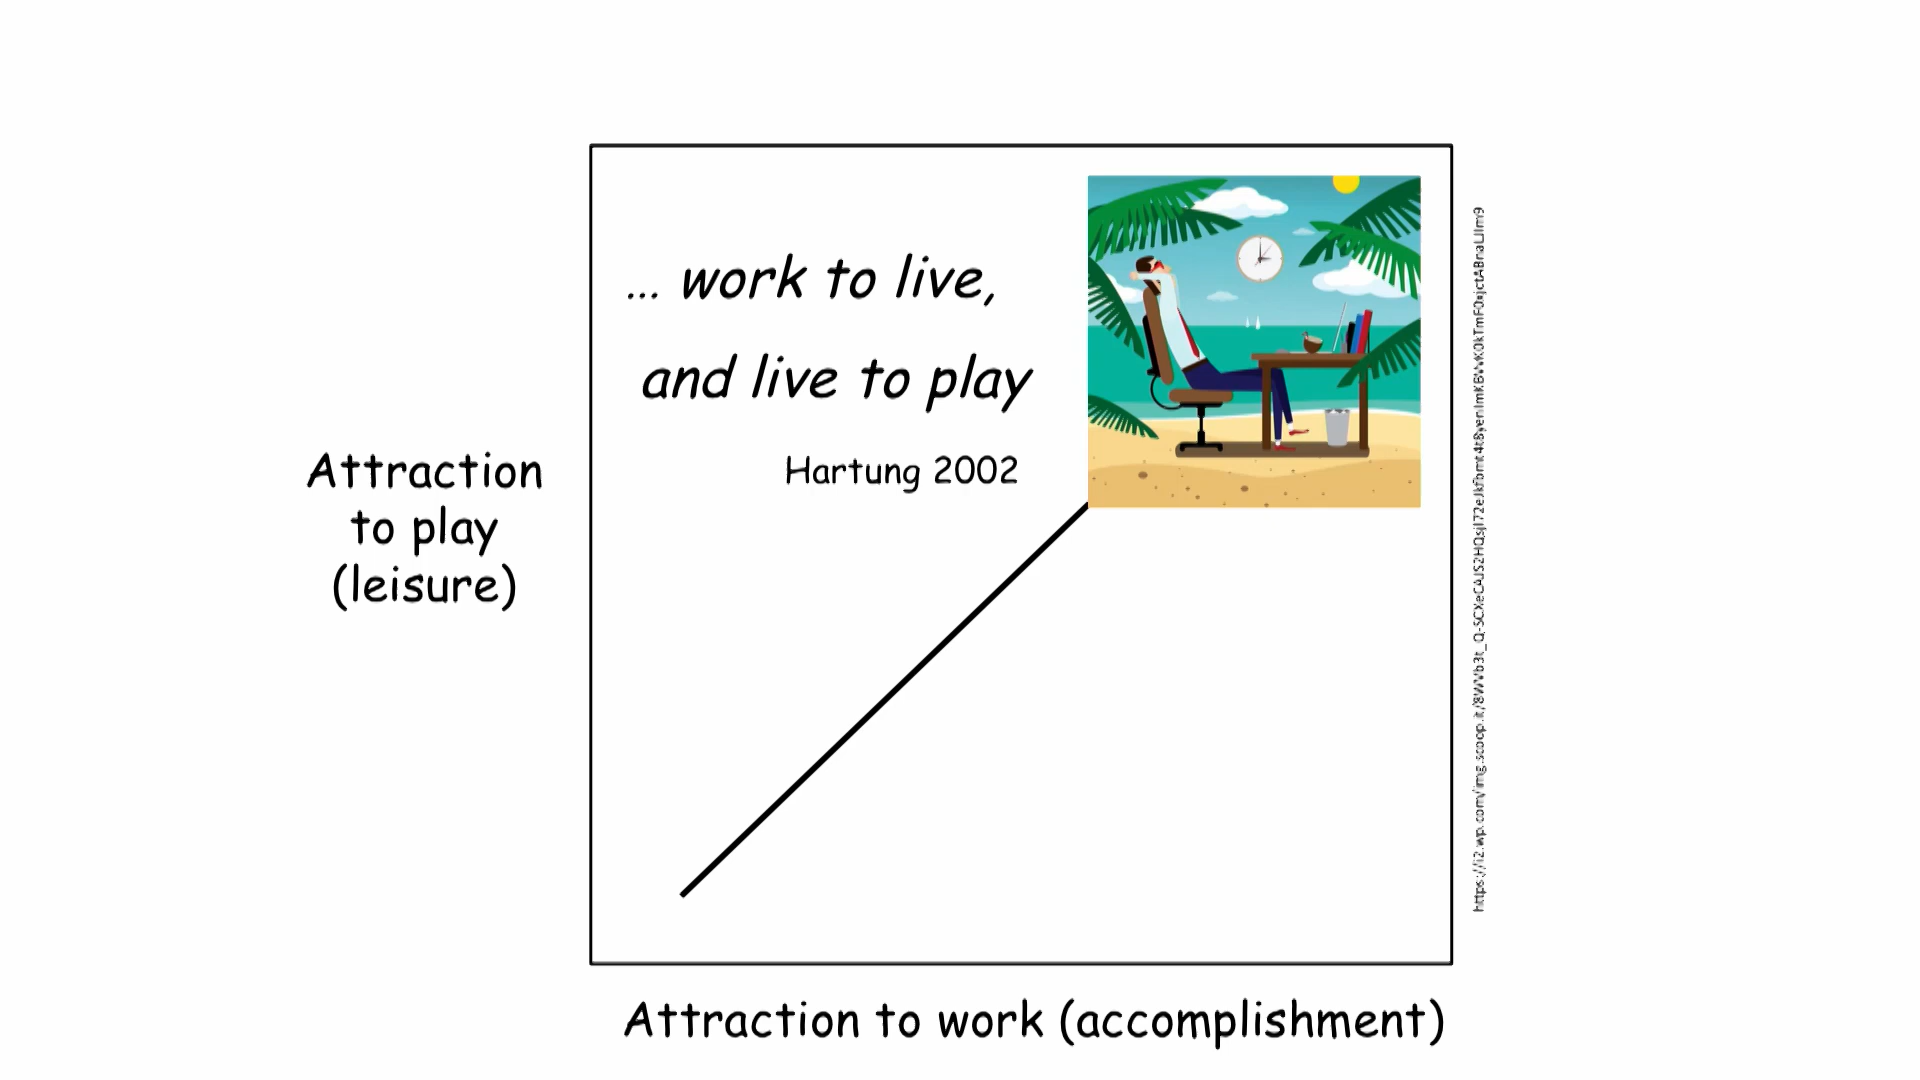 ... work to live,
and live to play
Hartung 2002
Attraction
to play
(leisure)
Attraction to work (accomplishment)